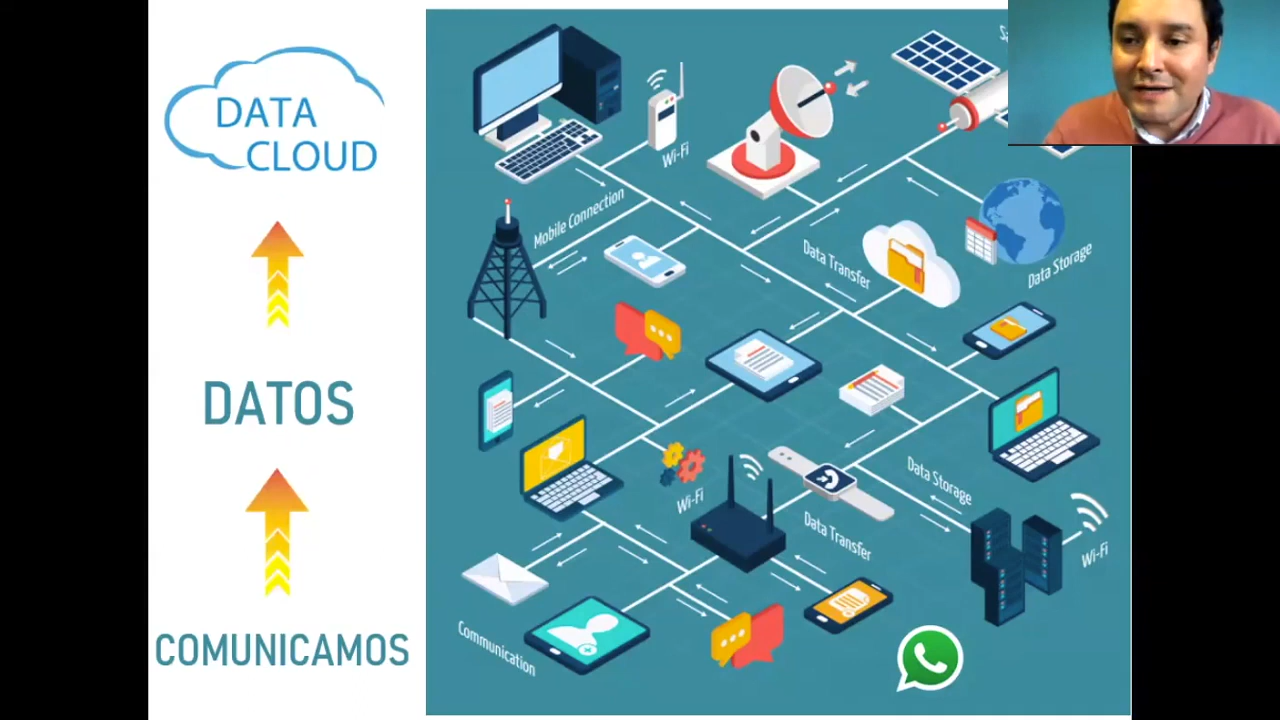 DATA
CLOUD
DATOS
COMUNICAMOS
Wi-Fi
Mobile Connection
Data Transfer
Data Storage
Wi-Fi
Data Storage
Data Transfer
Wi-Fi
Communication